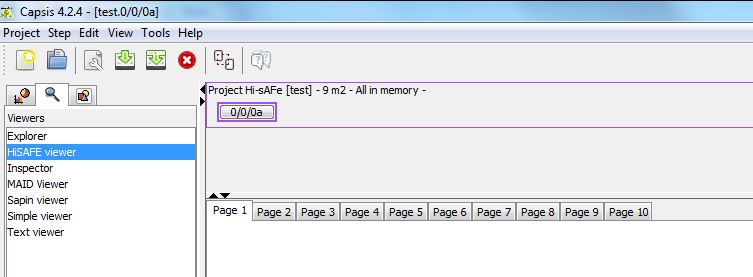 Capsis 4.2.4 - [test.0/0/0a]
Project Step Edit View Tools Help
Project Hi-sAFe [test] - 9 m2 - All in memory -
0/0/0a
Viewers
Explorer
HiSAFE viewer
Inspector
MAID Viewer
Sapin viewer
Simple viewer
Text viewer
Page 1 Page 2 Page 3 Page 4 Page 5 Page 6 Page 7 Page 8 Page 9 Page 10